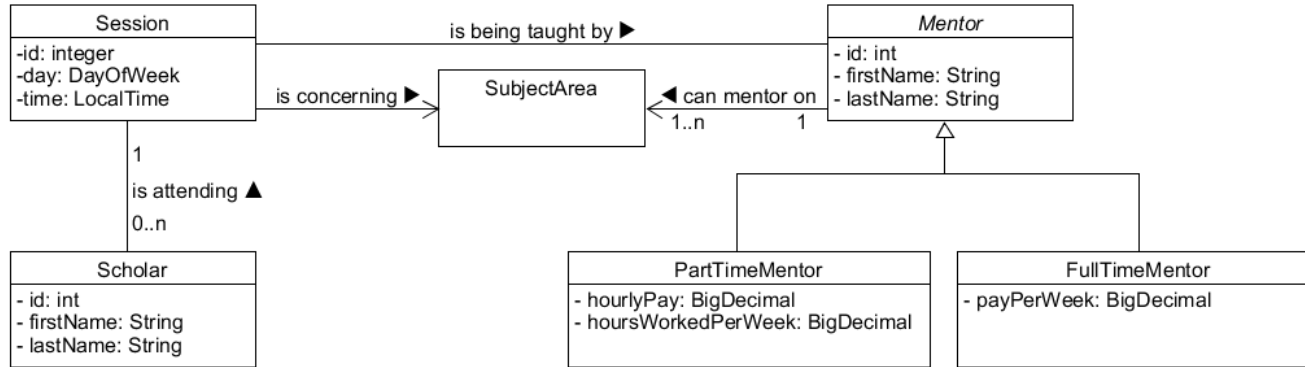 Session
-id: integer
-day: DayOfWeek
-time: LocalTime
is being taught by ▶
Mentor
- id: int
- firstName: String
- lastName: String
is concerning ▶
SubjectArea
◀ can mentor on
1..n
1
1
is attending ▲
0..n
Scholar
- id: int
- firstName: String
- lastName: String
PartTimeMentor
- hourlyPay: BigDecimal
- hoursWorkedPerWeek: BigDecimal
FullTimeMentor
- payPerWeek: BigDecimal